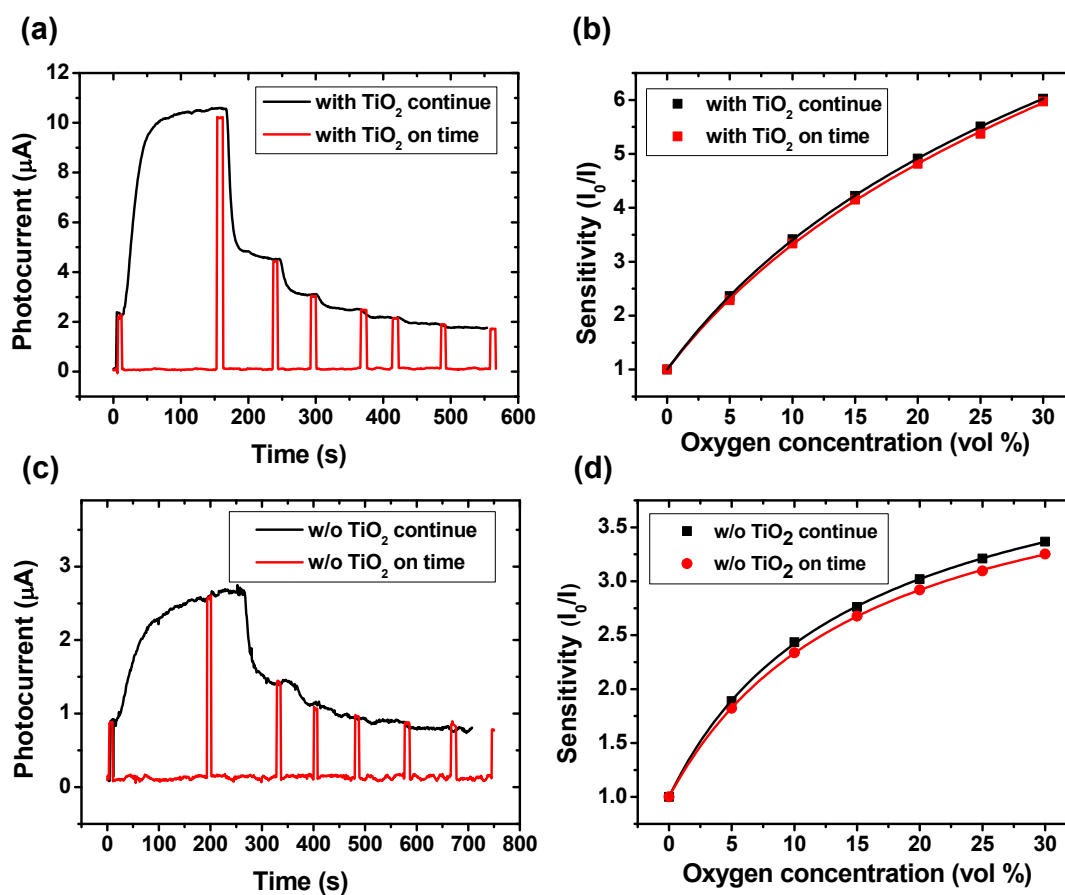 (a)
with TiO₂ continue
with TiO₂ on time
Photocurrent (μA)
12
10
8
6
4
2
0
0 100 200 300 400 500 600
Time (s)
(b)
with TiO₂ continue
with TiO₂ on time
Sensitivity (I₀/I)
6
5
4
3
2
1
0 5 10 15 20 25 30
Oxygen concentration (vol %)
(c)
w/o TiO₂ continue
w/o TiO₂ on time
Photocurrent (μA)
3
2
1
0
0 100 200 300 400 500 600 700 800
Time (s)
(d)
w/o TiO₂ continue
w/o TiO₂ on time
Sensitivity (I₀/I)
3.5
3.0
2.5
2.0
1.5
1.0
0 5 10 15 20 25 30
Oxygen concentration (vol %)